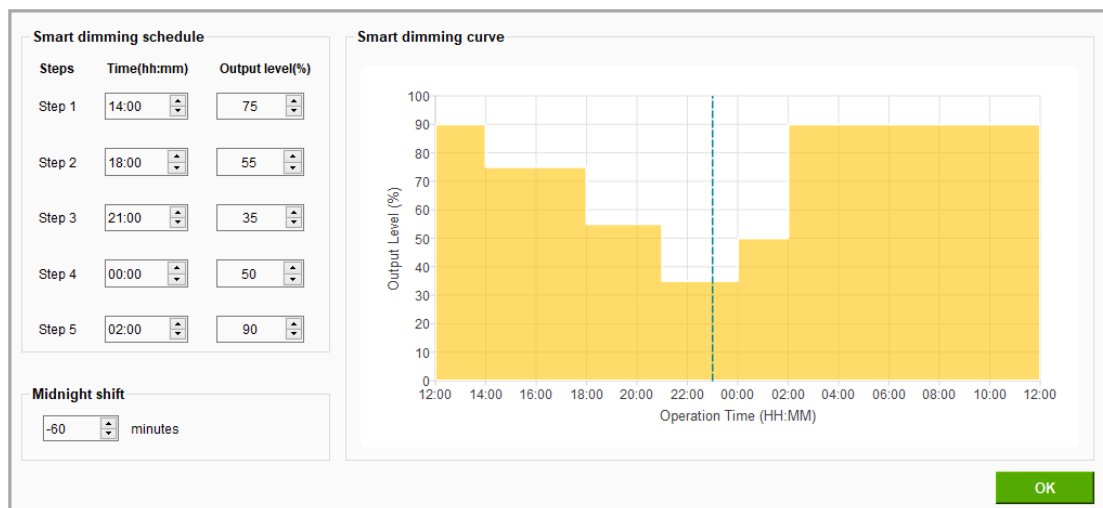 Smart dimming schedule
Steps Time(hh:mm) Output level(%)
Step 1 14:00 75
Step 2 18:00 55
Step 3 21:00 35
Step 4 00:00 50
Step 5 02:00 90
Midnight shift
-60 minutes
Smart dimming curve
Output Level (%)
100
90
80
70
60
50
40
30
20
10
0
12:00 14:00 16:00 18:00 20:00 22:00 00:00 02:00 04:00 06:00 08:00 10:00 12:00
Operation Time (HH:MM)
OK